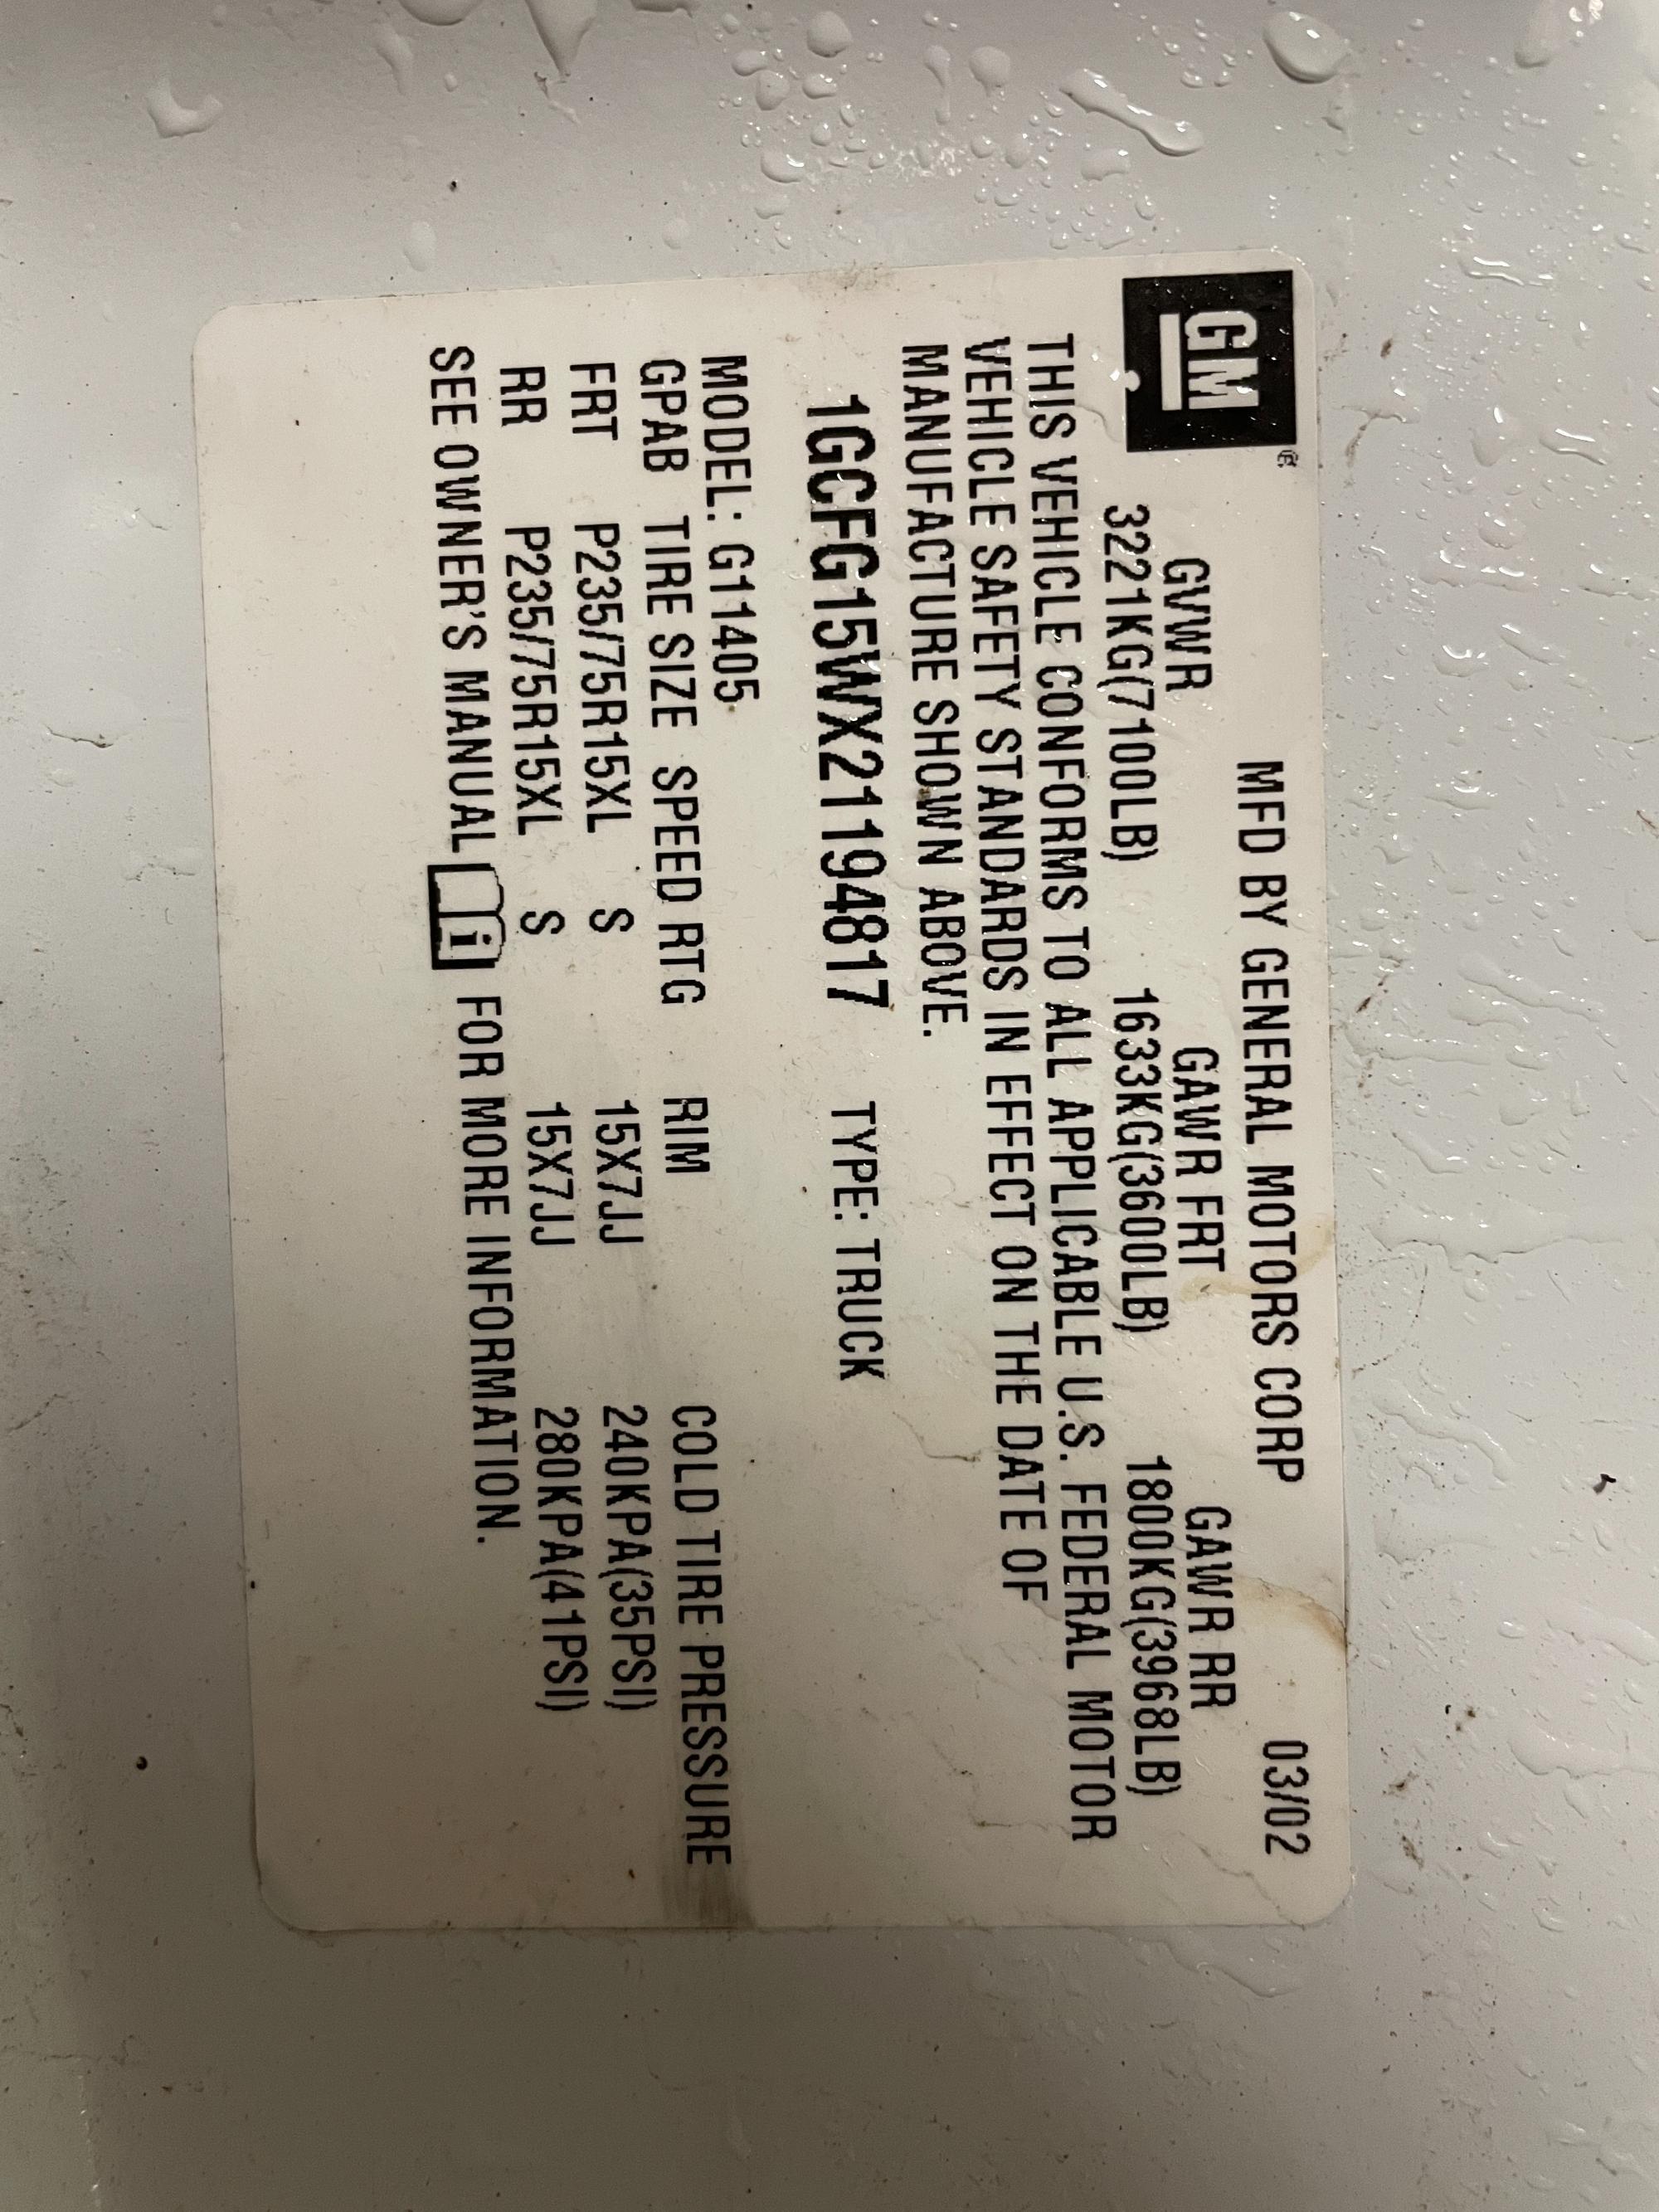 GM®
MFD BY GENERAL MOTORS CORP 03/02
GVWR GAWR FRT GAWR RR
3221KG(7100LB) 1633KG(3600LB) 1800KG(3968LB)
THIS VEHICLE CONFORMS TO ALL APPLICABLE U.S. FEDERAL MOTOR
VEHICLE SAFETY STANDARDS IN EFFECT ON THE DATE OF
MANUFACTURE SHOWN ABOVE.
1GCFG15WX21194817 TYPE: TRUCK
MODEL: G11405
GPAB TIRE SIZE SPEED RTG RIM COLD TIRE PRESSURE
FRT P235/75R15XL S 15X7JJ 240KPA(35PSI)
RR P235/75R15XL S 15X7JJ 280KPA(41PSI)
SEE OWNER'S MANUAL i FOR MORE INFORMATION.